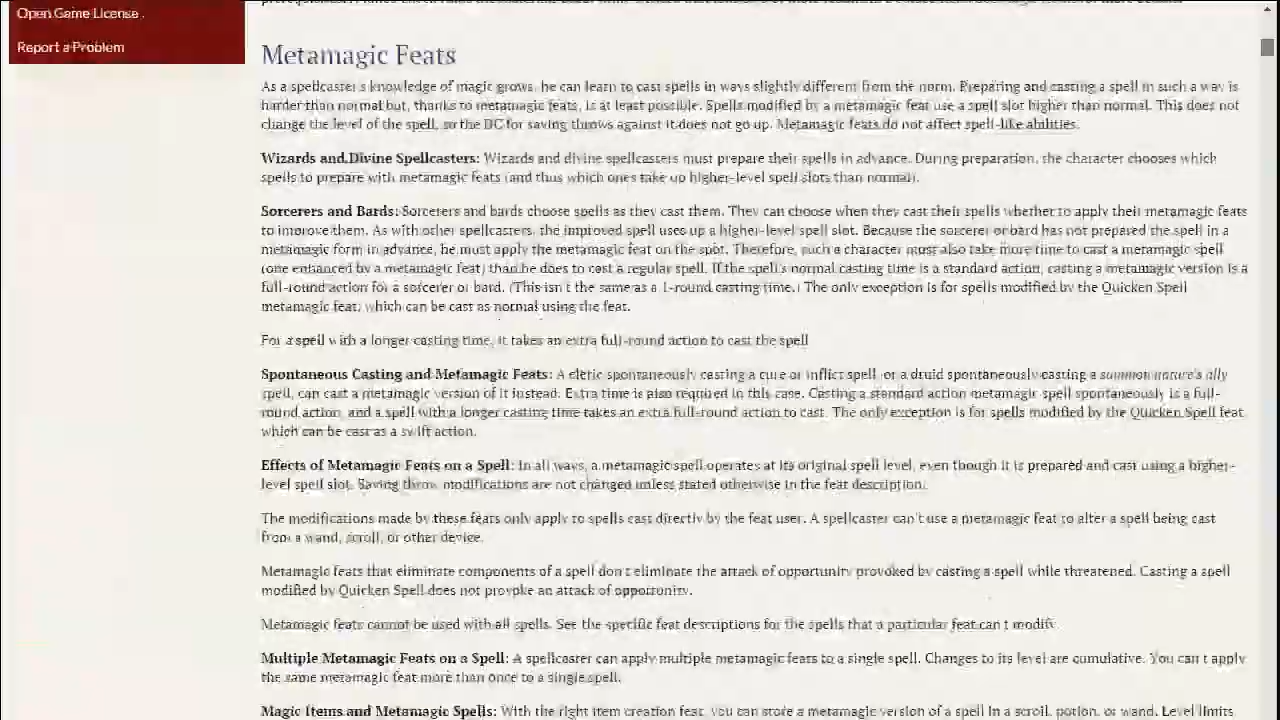 Open Game License
Report a Problem
Metamagic Feats
As a spellcaster's knowledge of magic grows, he can learn to cast spells in ways slightly different from the norm. Preparing and casting a spell in such a way is
harder than normal but, thanks to metamagic feats, is at least possible. Spells modified by a metamagic feat use a spell slot higher than normal. This does not
change the level of the spell, so the DC for saving throws against it does not go up. Metamagic feats do not affect spell-like abilities.
Wizards and Divine Spellcasters: Wizards and divine spellcasters must prepare their spells in advance. During preparation, the character chooses which
spells to prepare with metamagic feats (and thus which ones take up higher-level spell slots than normal).
Sorcerers and Bards: Sorcerers and bards choose spells as they cast them. They can choose when they cast their spells whether to apply their metamagic feats
to improve them. As with other spellcasters, the improved spell uses up a higher-level spell slot. Because the sorcerer or bard has not prepared the spell in a
metamagic form in advance, he must apply the metamagic feat on the spot. Therefore, such a character must also take more time to cast a metamagic spell
(one enhanced by a metamagic feat) than he does to cast a regular spell. If the spell's normal casting time is a standard action, casting a metamagic version is a
full-round action for a sorcerer or bard. (This isn't the same as a 1-round casting time.) The only exception is for spells modified by the Quicken Spell
metamagic feat, which can be cast as normal using the feat.
For a spell with a longer casting time, it takes an extra full-round action to cast the spell
Spontaneous Casting and Metamagic Feats: A cleric spontaneously casting a cure or inflict spell, or a druid spontaneously casting a summon nature's ally
spell, can cast a metamagic version of it instead. Extra time is also required in this case. Casting a standard action metamagic spell spontaneously is a full-
round action, and a spell with a longer casting time takes an extra full-round action to cast. The only exception is for spells modified by the Quicken Spell feat,
which can be cast as a swift action.
Effects of Metamagic Feats on a Spell: In all ways, a metamagic spell operates at its original spell level, even though it is prepared and cast using a higher-
level spell slot. Saving throw modifications are not changed unless stated otherwise in the feat description.
The modifications made by these feats only apply to spells cast directly by the feat user. A spellcaster can't use a metamagic feat to alter a spell being cast
from a wand, scroll, or other device.
Metamagic feats that eliminate components of a spell don't eliminate the attack of opportunity provoked by casting a spell while threatened. Casting a spell
modified by Quicken Spell does not provoke an attack of opportunity.
Metamagic feats cannot be used with all spells. See the specific feat descriptions for the spells that a particular feat can't modify.
Multiple Metamagic Feats on a Spell: A spellcaster can apply multiple metamagic feats to a single spell. Changes to its level are cumulative. You can't apply
the same metamagic feat more than once to a single spell.
Magic Items and Metamagic Spells: With the right item creation feat, you can store a metamagic version of a spell in a scroll, potion, or wand. Level limits